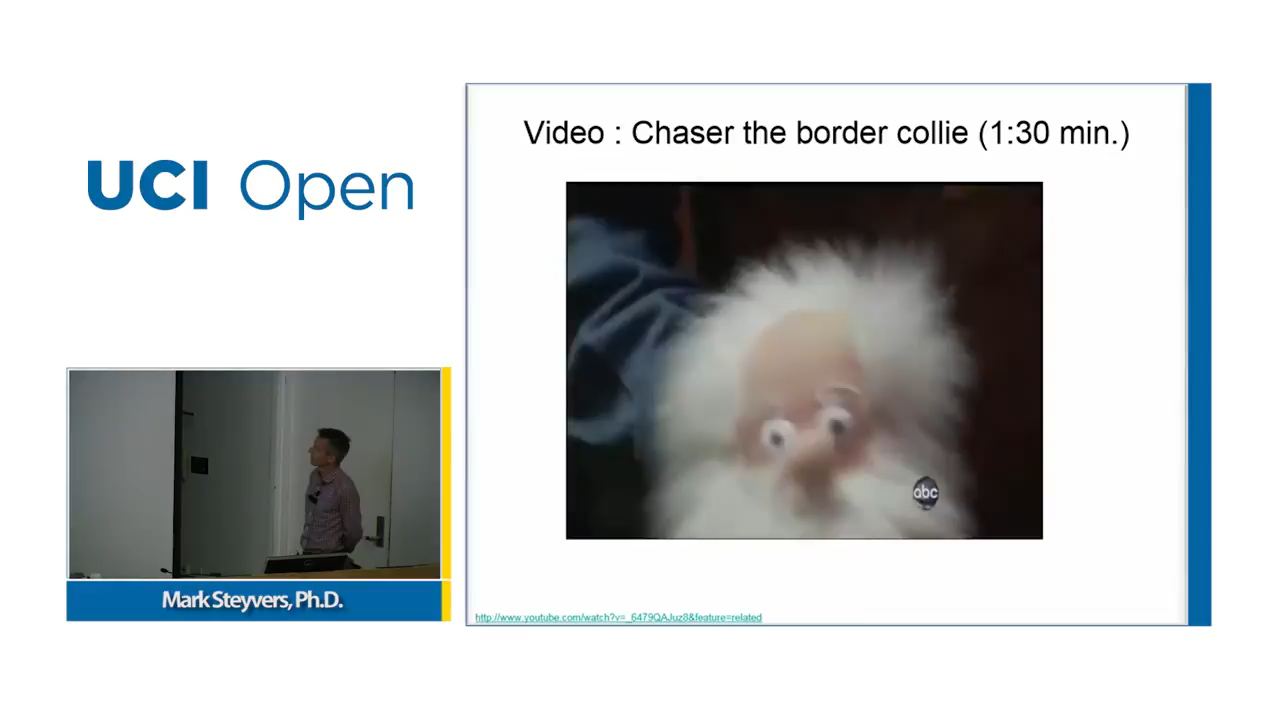 UCI Open
Video : Chaser the border collie (1:30 min.)
abc
Mark Steyvers, Ph.D.
http://www.youtube.com/watch?v=_6479QAJuz8&feature=related